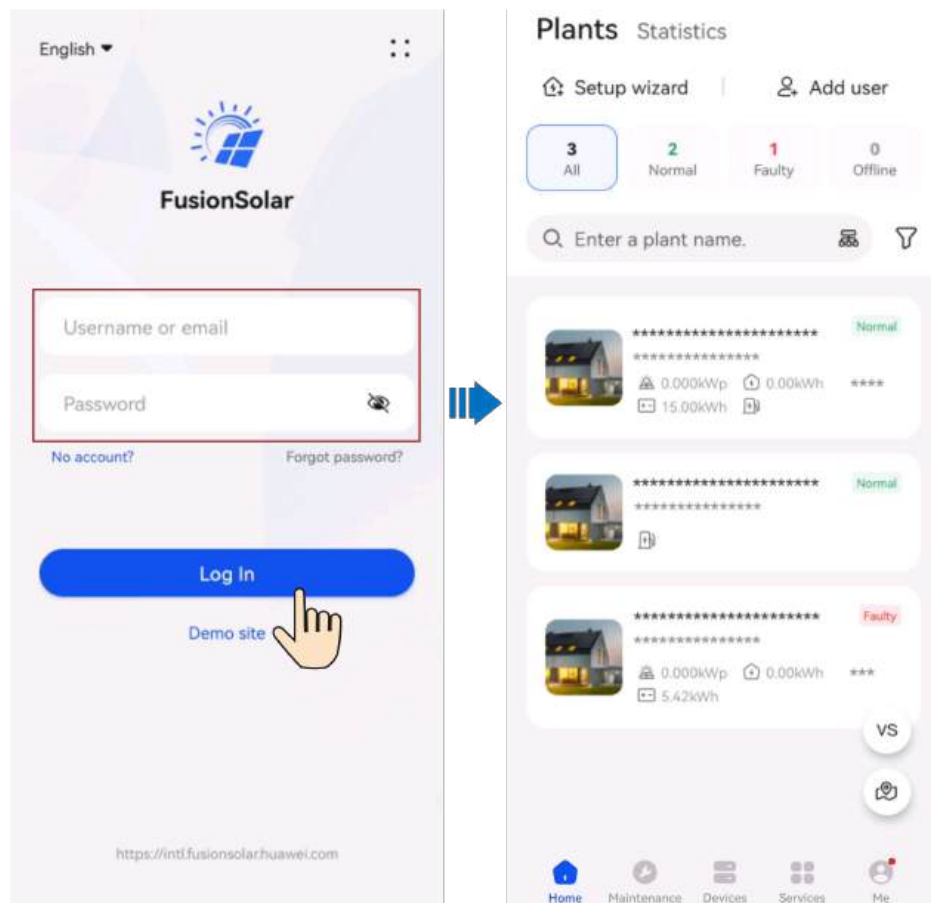 English
FusionSolar
Username or email
Password
No account? Forgot password?
Log In
Demo site
https://intl.fusionsolar.huawei.com
Plants Statistics
Setup wizard Add user
3 2 1 0
All Normal Faulty Offline
Enter a plant name.
********************** Normal
***************
0.000kWp 0.00kWh ****
15.00kWh
********************** Normal
***************
********************** Faulty
***************
0.000kWp 0.00kWh ***
5.42kWh
VS
Home Maintenance Devices Services Me